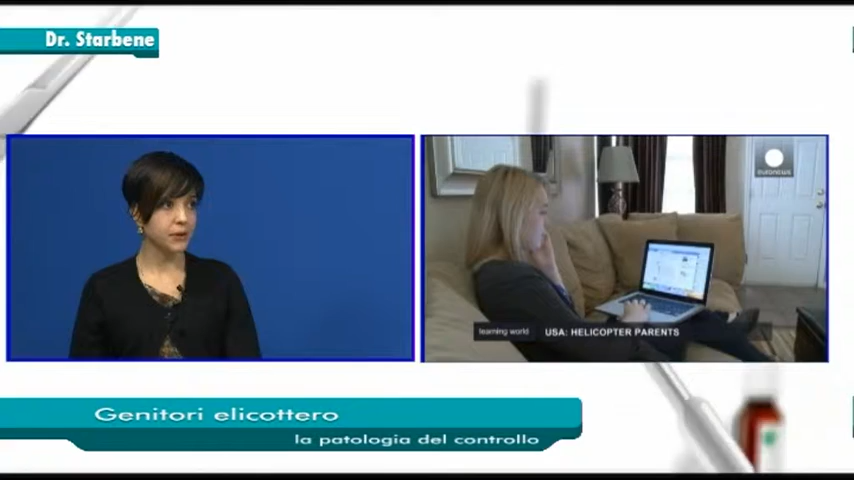 Dr. Starbene
euronews
learning world
USA: HELICOPTER PARENTS
Genitori elicottero
la patologia del controllo